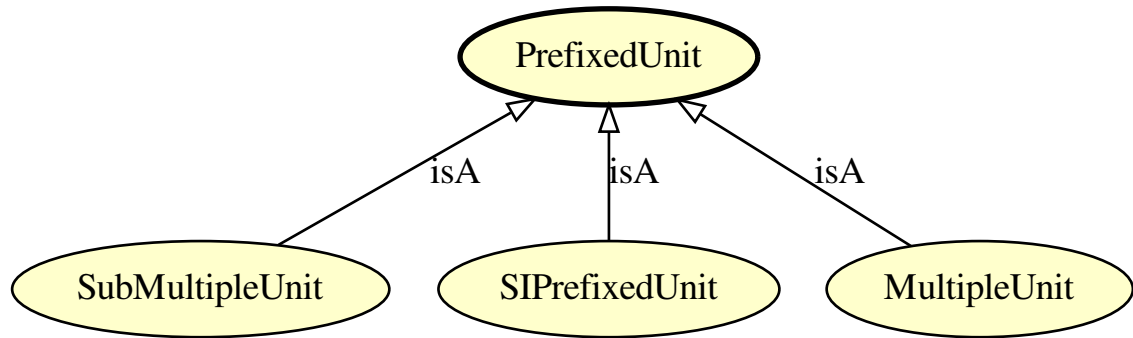 PrefixedUnit
isA
isA
isA
SubMultipleUnit
SIPrefixedUnit
MultipleUnit